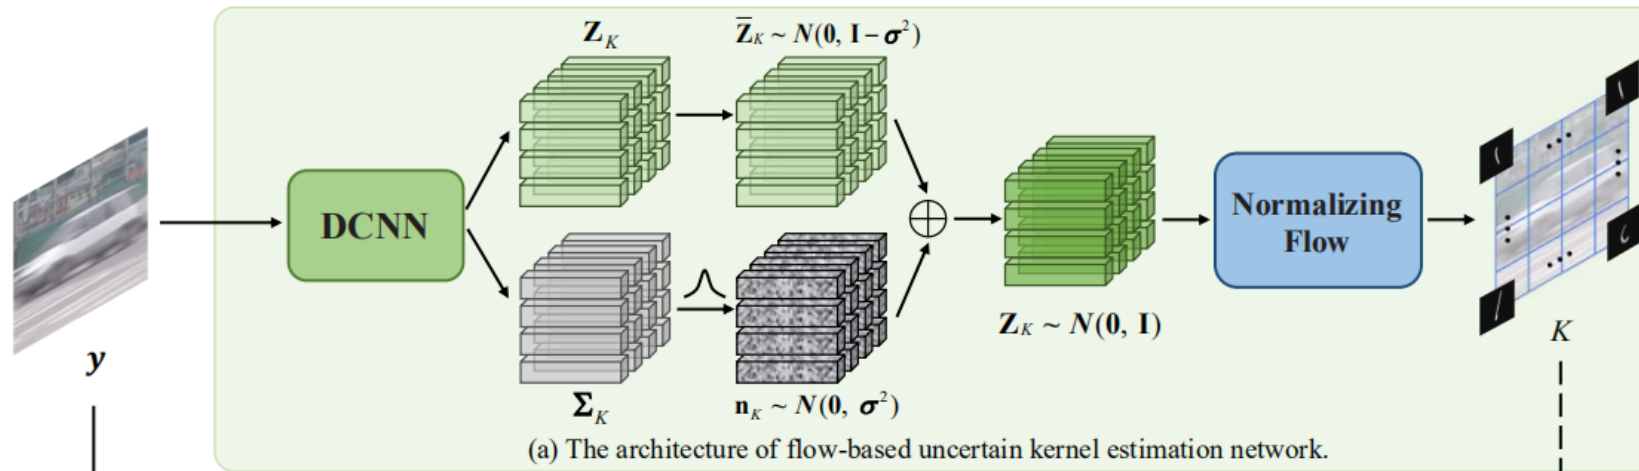 Z_K
Z̄_K ~ N(0, I − σ²)
DCNN
Normalizing
Flow
Z_K ~ N(0, I)
y
K
Σ_K
n_K ~ N(0, σ²)
(a) The architecture of flow-based uncertain kernel estimation network.